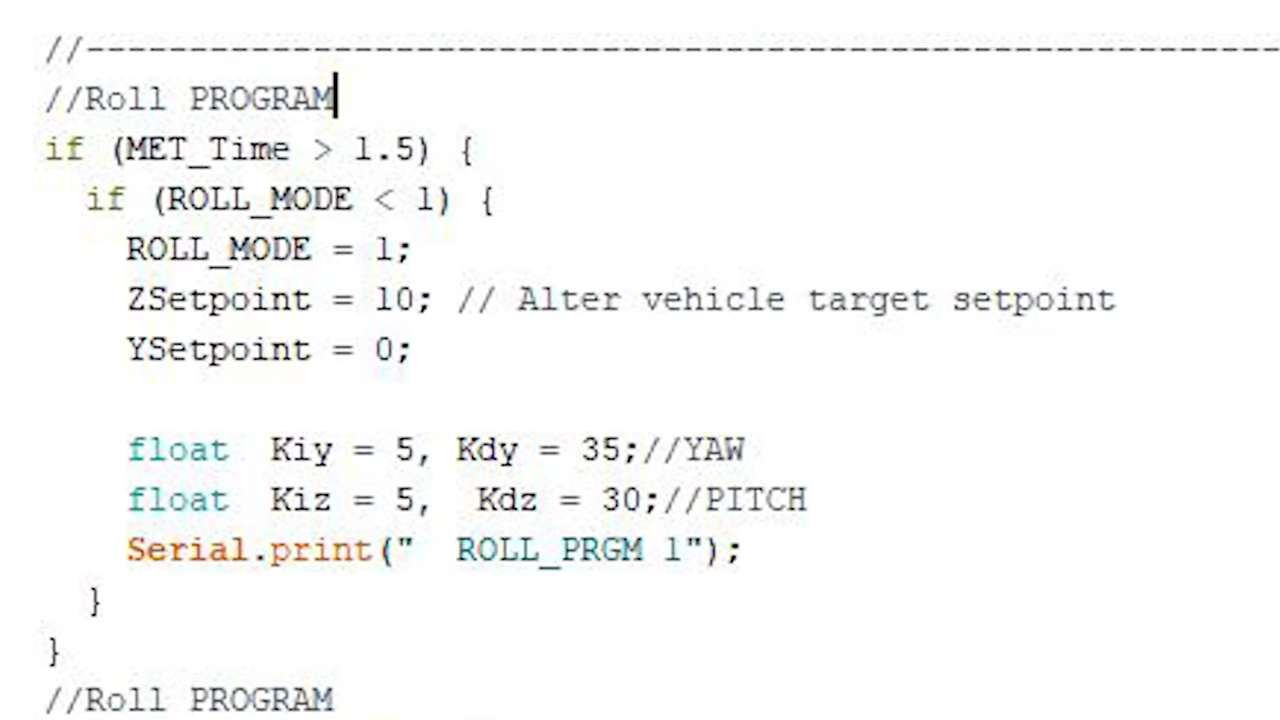 //----------------------------------------------------------
//Roll PROGRAM
if (MET_Time > 1.5) {
  if (ROLL_MODE < 1) {
    ROLL_MODE = 1;
    ZSetpoint = 10; // Alter vehicle target setpoint
    YSetpoint = 0;

    float  Kiy = 5, Kdy = 35;//YAW
    float  Kiz = 5,  Kdz = 30;//PITCH
    Serial.print("  ROLL_PRGM 1");
  }
}
//Roll PROGRAM